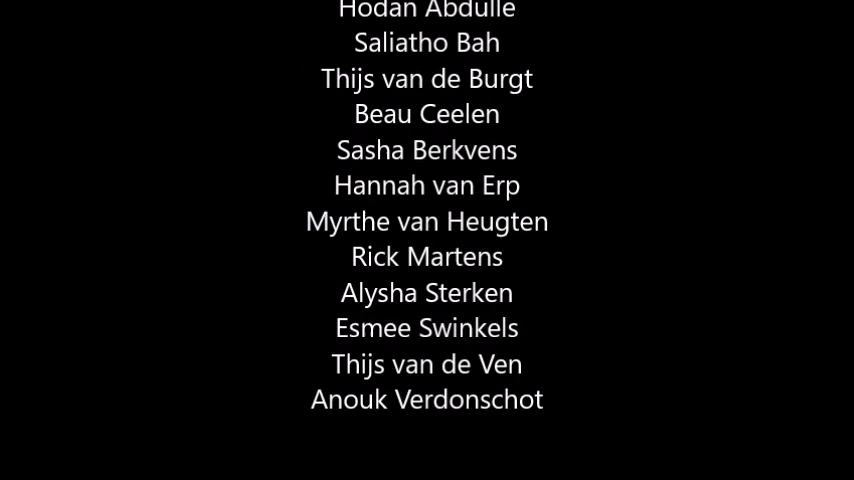 Hodan Abdulle
Saliatho Bah
Thijs van de Burgt
Beau Ceelen
Sasha Berkvens
Hannah van Erp
Myrthe van Heugten
Rick Martens
Alysha Sterken
Esmee Swinkels
Thijs van de Ven
Anouk Verdonschot